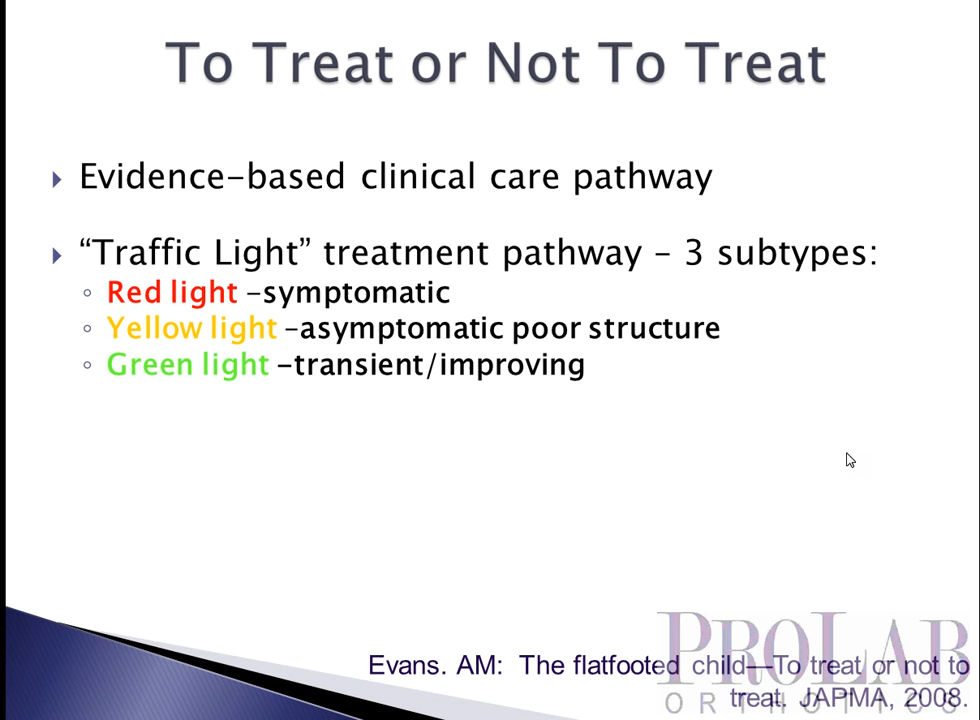 To Treat or Not To Treat
Evidence-based clinical care pathway
“Traffic Light” treatment pathway – 3 subtypes:
Red light -symptomatic
Yellow light -asymptomatic poor structure
Green light -transient/improving
PROLAB
ORTHOTICS
Evans. AM: The flatfooted child—To treat or not to
treat. JAPMA, 2008.